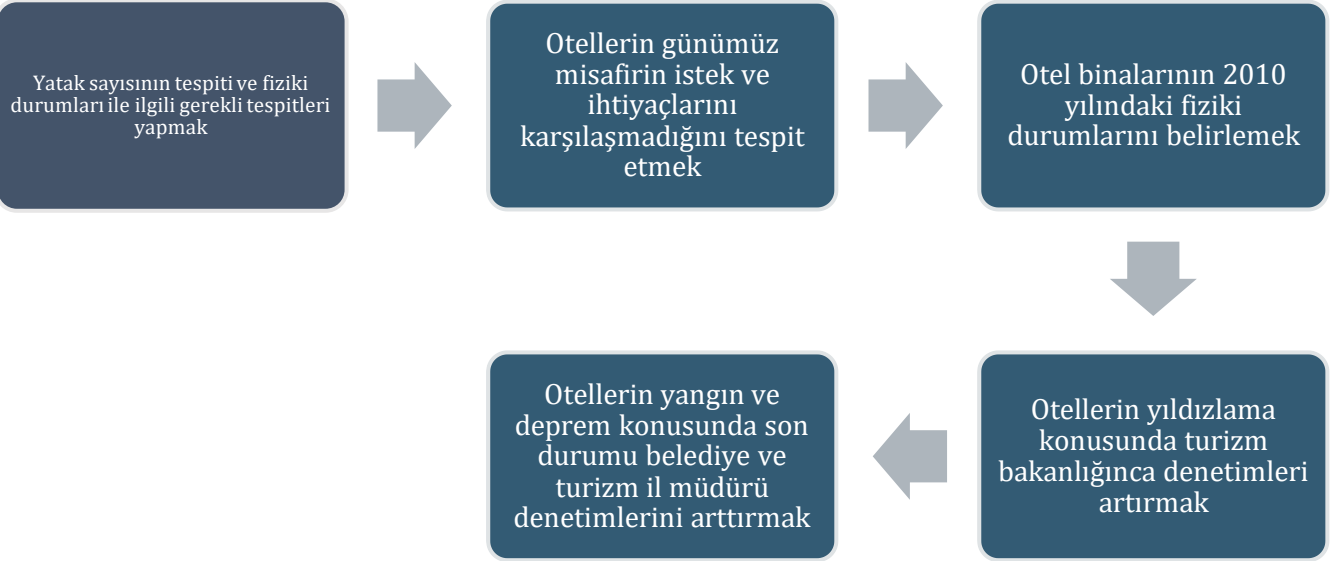 Yatak sayısının tespiti ve fiziki
durumları ile ilgili gerekli tespitleri
yapmak
Otellerin günümüz
misafirin istek ve
ihtiyaçlarını
karşılaşmadığını tespit
etmek
Otel binalarının 2010
yılındaki fiziki
durumlarını belirlemek
Otellerin yıldızlama
konusunda turizm
bakanlığınca denetimleri
artırmak
Otellerin yangın ve
deprem konusunda son
durumu belediye ve
turizm il müdürü
denetimlerini arttırmak